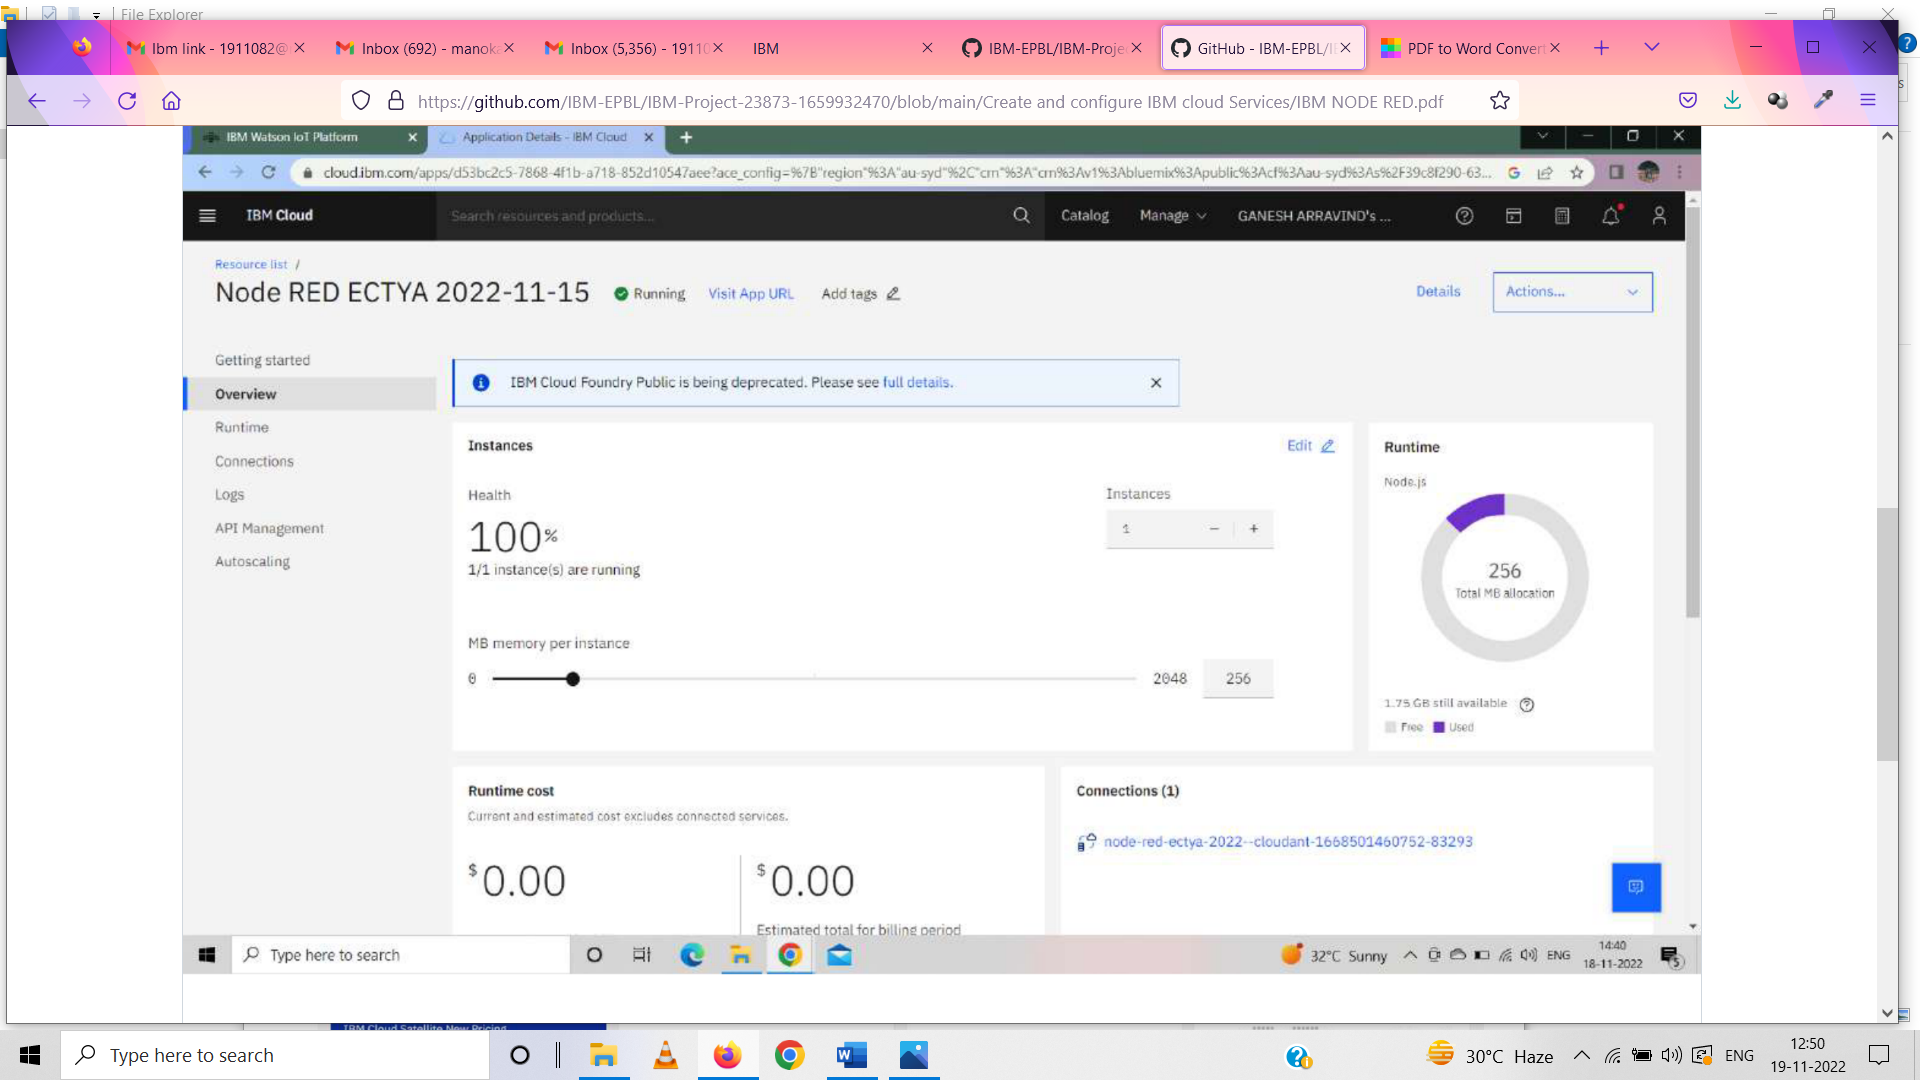 File Explorer
Ibm link - 1911082@
Inbox (692) - manoka
Inbox (5,356) - 19110
IBM
IBM-EPBL/IBM-Proje
GitHub - IBM-EPBL/I
PDF to Word Convert
https://github.com/IBM-EPBL/IBM-Project-23873-1659932470/blob/main/Create and configure IBM cloud Services/IBM NODE RED.pdf
IBM Watson IoT Platform
Application Details - IBM Cloud
cloud.ibm.com/apps/d53bc2c5-7868-4f1b-a718-852d10547aee?ace_config=%7B"region"%3A"au-syd"%2C"crn"%3A"crn%3Av1%3Abluemix%3Apublic%3Acf%3Aau-syd%3As%2F39c8f290-63...
IBM Cloud
Search resources and products...
Catalog
Manage
GANESH ARRAVIND's ...
Resource list /
Node RED ECTYA 2022-11-15
Running
Visit App URL
Add tags
Details
Actions...
Getting started
Overview
Runtime
Connections
Logs
API Management
Autoscaling
IBM Cloud Foundry Public is being deprecated. Please see full details.
Instances
Edit
Health
100%
1/1 instance(s) are running
Instances
1 - +
MB memory per instance
0
2048
256
Runtime
Node.js
256
Total MB allocation
1.75 GB still available
Free
Used
Runtime cost
Current and estimated cost excludes connected services.
$0.00
$0.00
Estimated total for billing period
Connections (1)
node-red-ectya-2022--cloudant-1668501460752-83293
Type here to search
32°C Sunny
ENG
14:40
18-11-2022
5
IBM Cloud Satellite New Pricing
Type here to search
30°C Haze
ENG
12:50
19-11-2022